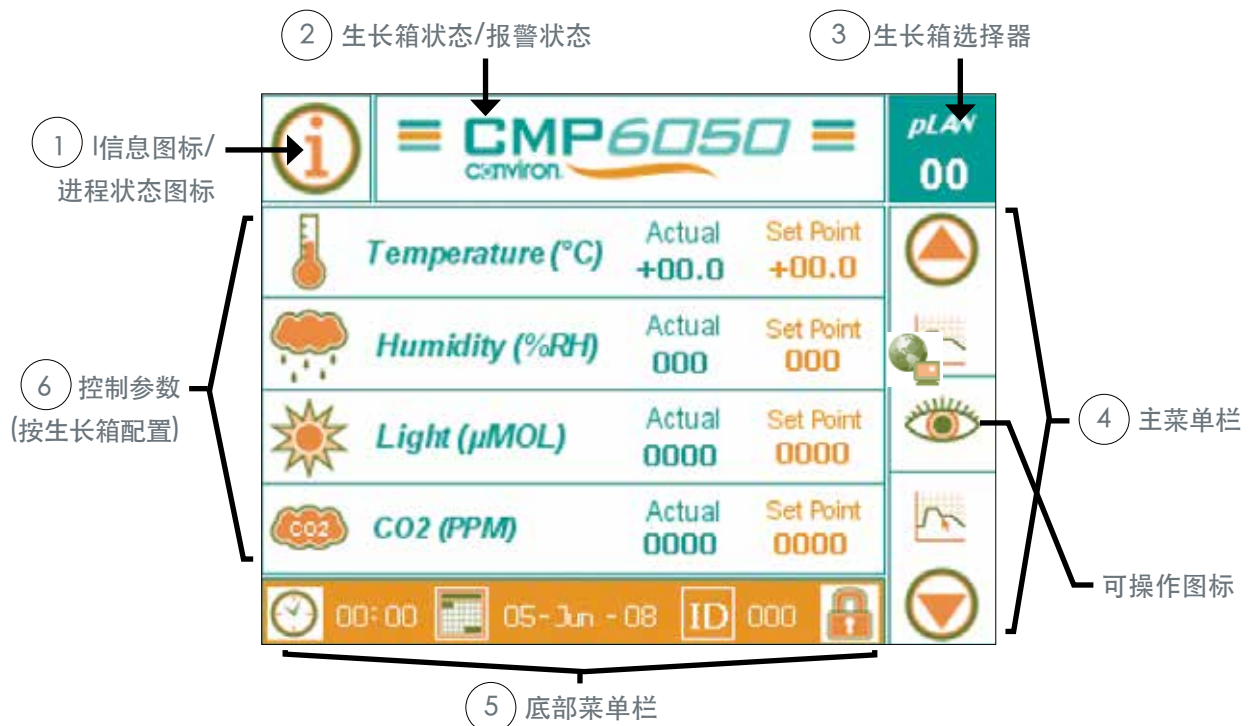 2 生长箱状态/报警状态
3 生长箱选择器
1 I信息图标/
进程状态图标
CMP6050
conviron
pLAN
00
Temperature (°C)
Actual
+00.0
Set Point
+00.0
Humidity (%RH)
Actual
000
Set Point
000
Light (µMOL)
Actual
0000
Set Point
0000
CO2
CO2 (PPM)
Actual
0000
Set Point
0000
6 控制参数
(按生长箱配置)
4 主菜单栏
可操作图标
00:00 05-Jun-08 ID 000
5 底部菜单栏